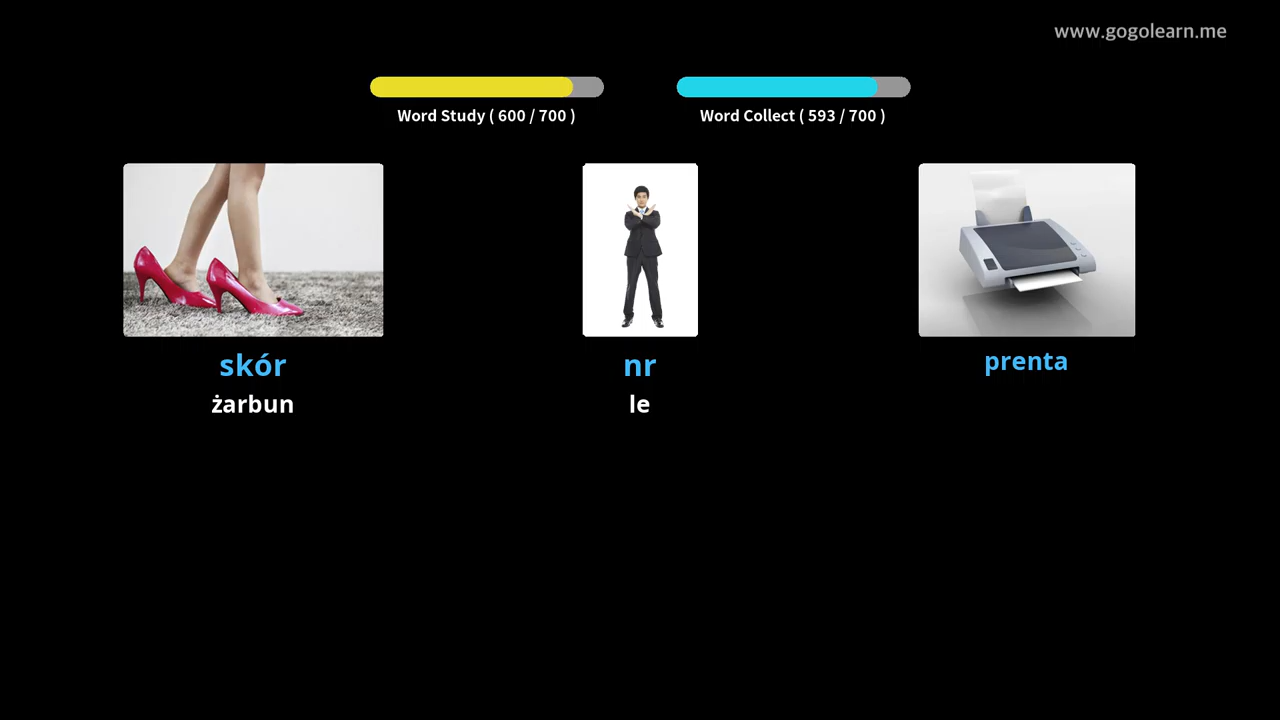 www.gogolearn.me
Word Study ( 600 / 700 )
Word Collect ( 593 / 700 )
skór
żarbun
nr
le
prenta